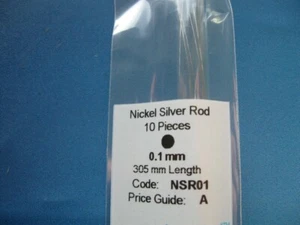 Nickel Silver Rod
10 Pieces
0.1 mm
305 mm Length
Code: NSR01
Price Guide: A